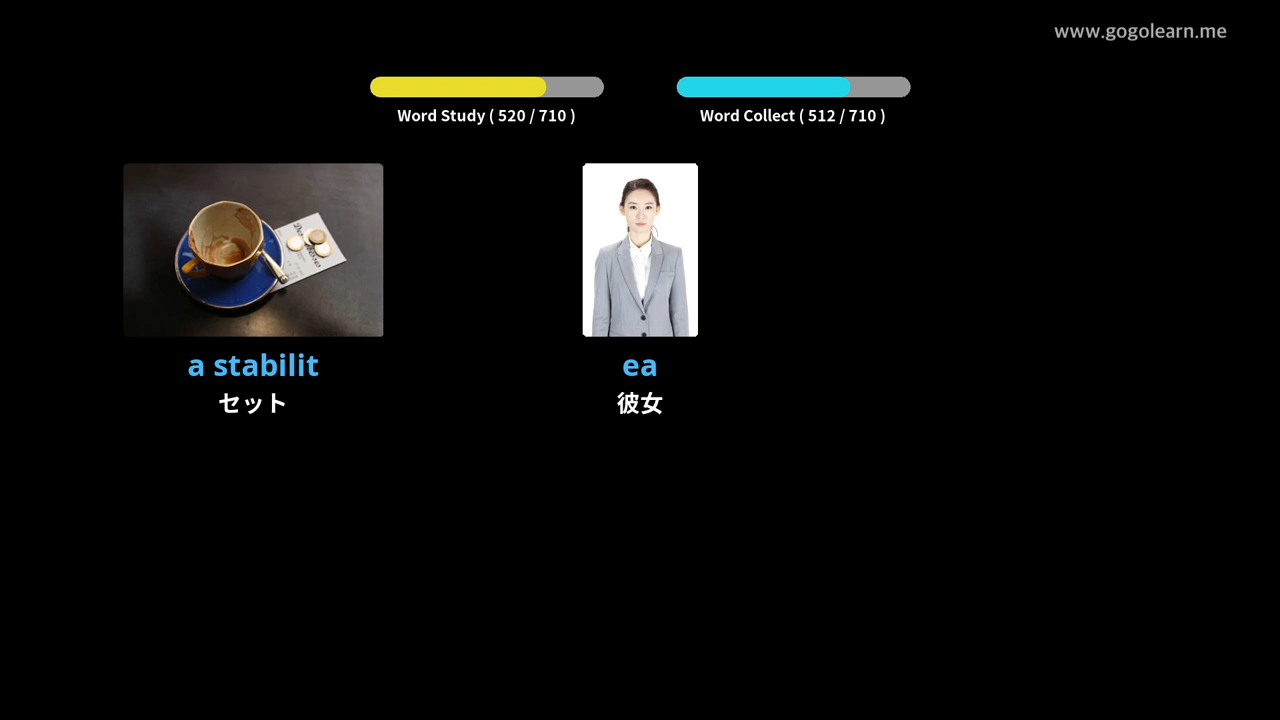 www.gogolearn.me
Word Study ( 520 / 710 )
Word Collect ( 512 / 710 )
a stabilit
セット
ea
彼女